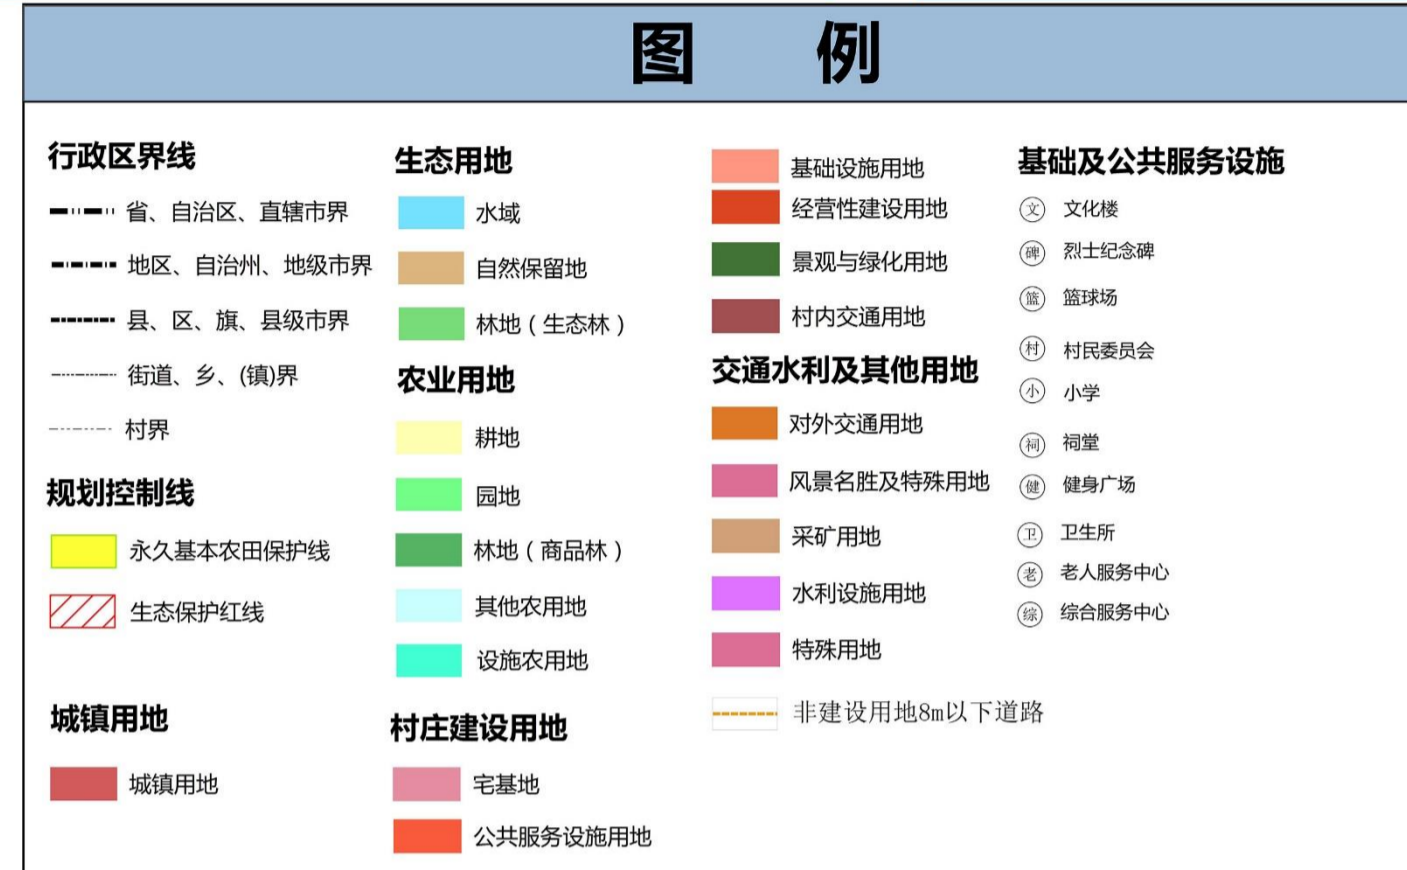 图 例
行政区界线
省、自治区、直辖市界
地区、自治州、地级市界
县、区、旗、县级市界
街道、乡、(镇)界
村界
规划控制线
永久基本农田保护线
生态保护红线
城镇用地
城镇用地
生态用地
水域
自然保留地
林地（生态林）
农业用地
耕地
园地
林地（商品林）
其他农用地
设施农用地
村庄建设用地
宅基地
公共服务设施用地
基础设施用地
经营性建设用地
景观与绿化用地
村内交通用地
交通水利及其他用地
对外交通用地
风景名胜及特殊用地
采矿用地
水利设施用地
特殊用地
非建设用地8m以下道路
基础及公共服务设施
文 文化楼
碑 烈士纪念碑
篮 篮球场
村 村民委员会
小 小学
祠 祠堂
健 健身广场
卫 卫生所
老 老人服务中心
综 综合服务中心